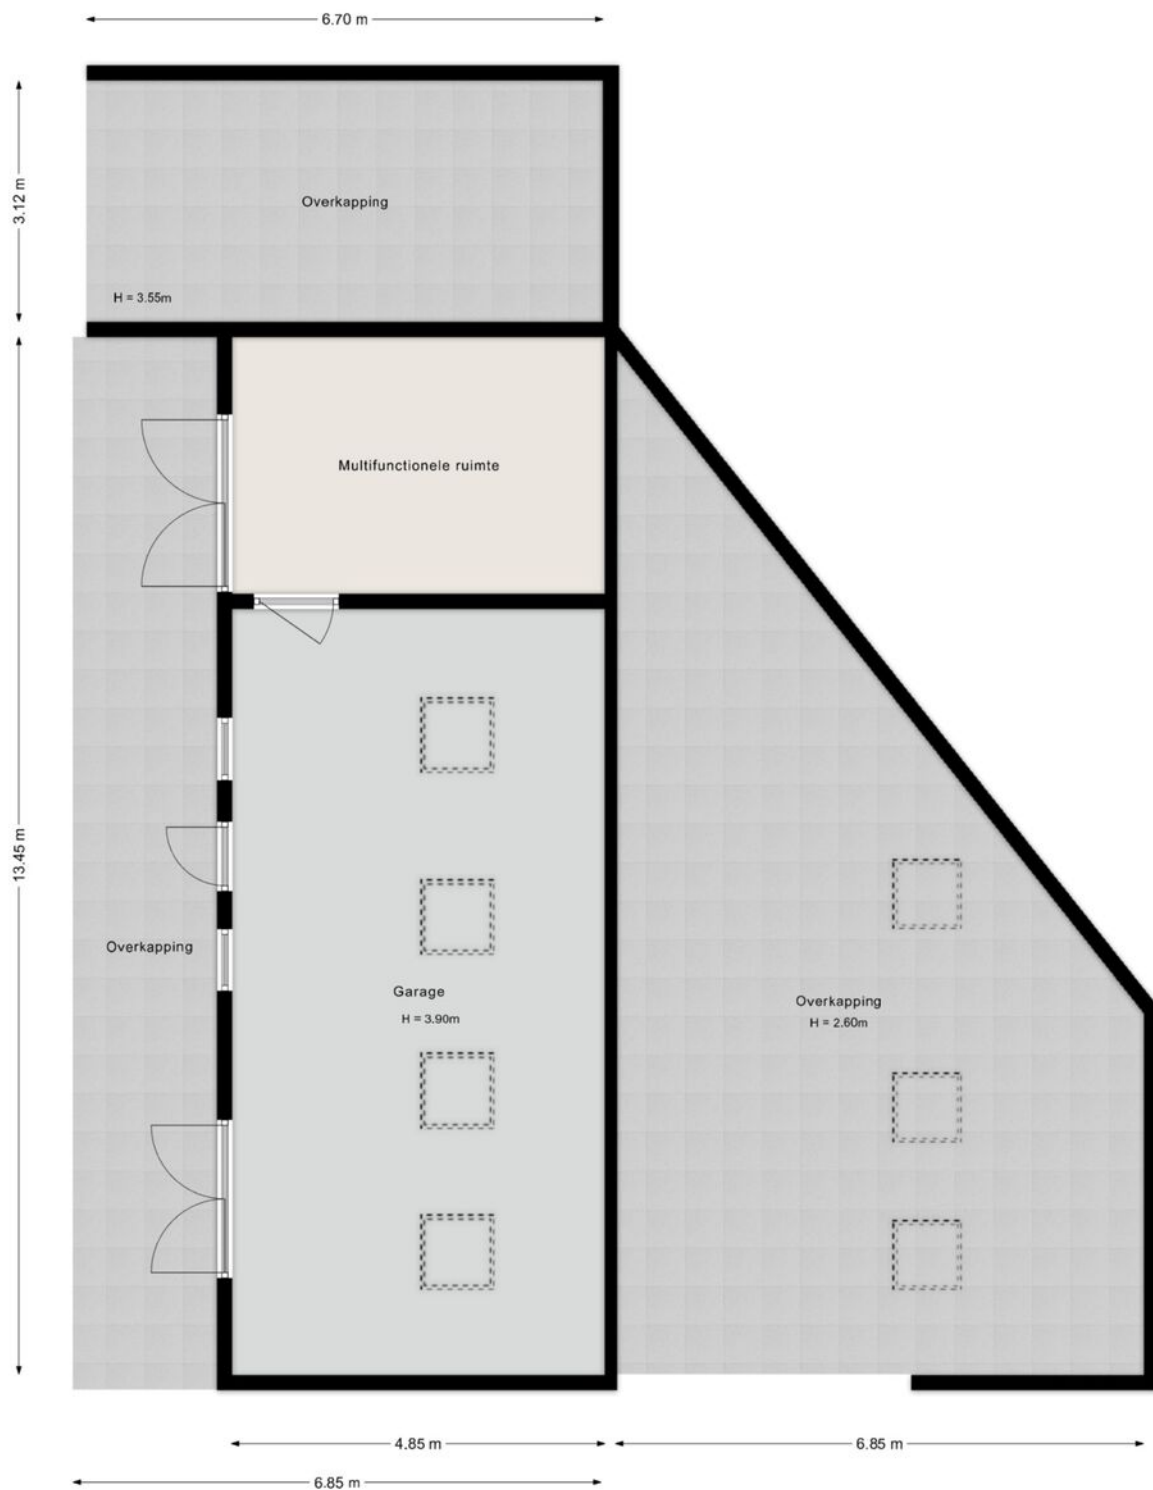 6.70 m
3.12 m
Overkapping
H = 3.55m
Multifunctionele ruimte
13.45 m
Overkapping
Garage
H = 3.90m
Overkapping
H = 2.60m
4.85 m
6.85 m
6.85 m